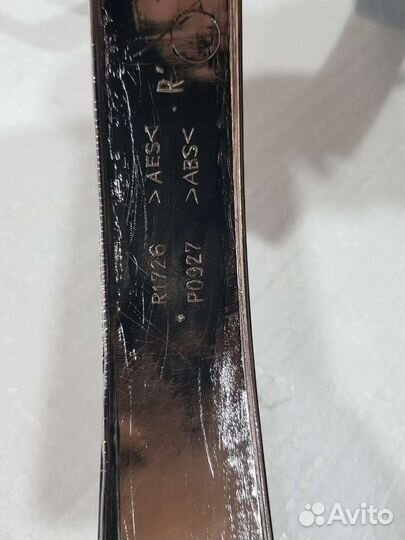 R
R1726 >AES<
P0927 >ABS<
Avito